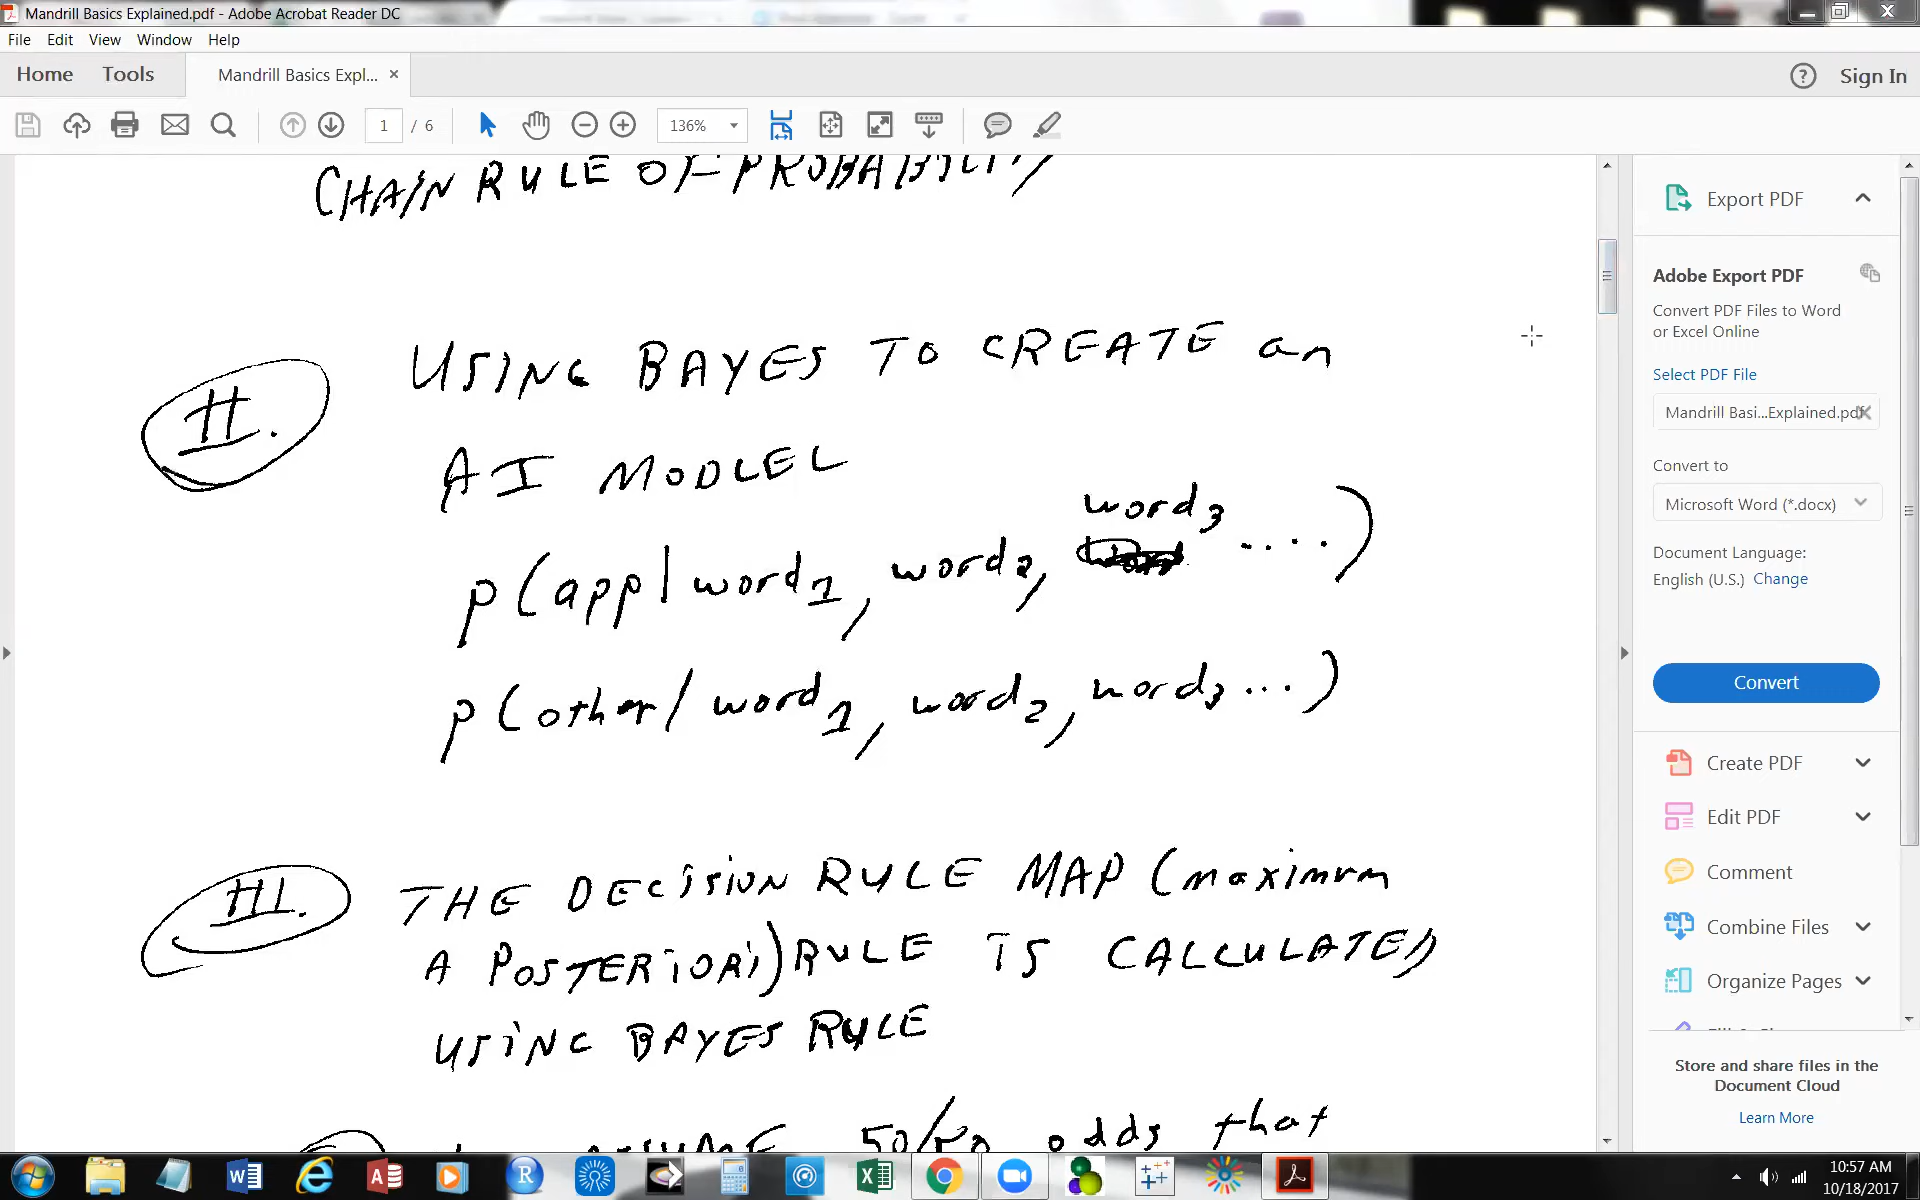 Mandrill Basics Explained.pdf - Adobe Acrobat Reader DC
File Edit View Window Help
Home Tools Mandrill Basics Expl... × ? Sign In
1 / 6 136%
CHAIN RULE OF PROBABILITY
II. USING BAYES TO CREATE an
AI MODLEL
p(app| word1, word2, word3 ....)
p(other/ word1, word2, word3 ...)
III. THE DECISION RULE MAP (maximum
A POSTERIORI) RULE IS CALCULATED
USING BAYES RULE
50/50 odds that
Export PDF
Adobe Export PDF
Convert PDF Files to Word
or Excel Online
Select PDF File
Mandrill Basi...Explained.pdf
Convert to
Microsoft Word (*.docx)
Document Language:
English (U.S.) Change
Convert
Create PDF
Edit PDF
Comment
Combine Files
Organize Pages
Store and share files in the
Document Cloud
Learn More
10:57 AM
10/18/2017